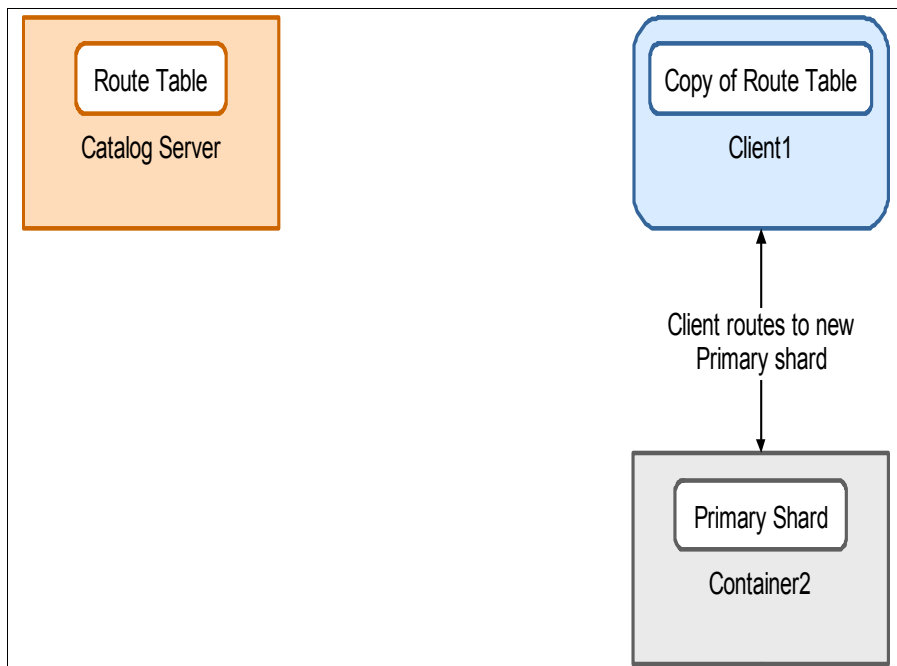 Route Table
Catalog Server
Copy of Route Table
Client1
Client routes to new
Primary shard
Primary Shard
Container2